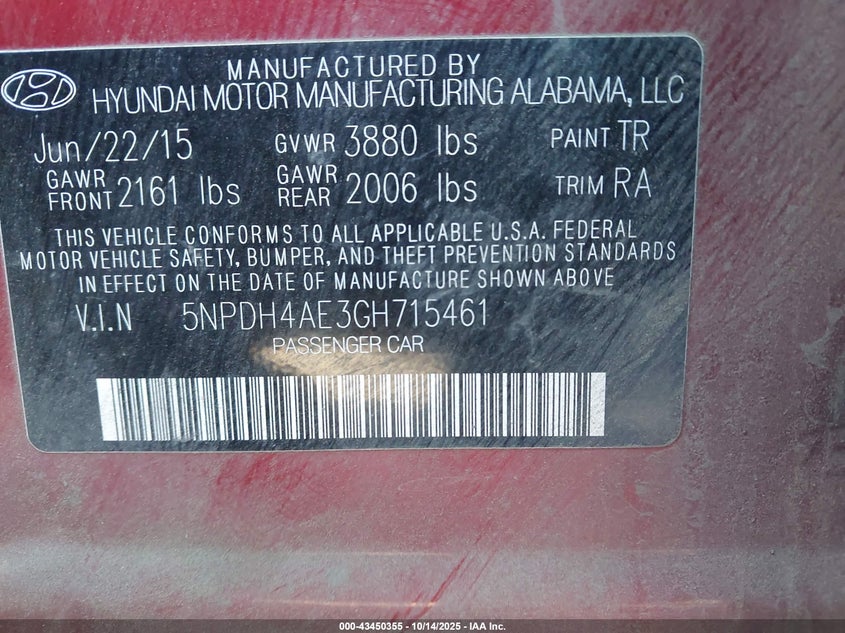 MANUFACTURED BY
HYUNDAI MOTOR MANUFACTURING ALABAMA, LLC
Jun/22/15 GVWR 3880 lbs PAINT TR
GAWR FRONT 2161 lbs GAWR REAR 2006 lbs TRIM RA
THIS VEHICLE CONFORMS TO ALL APPLICABLE U.S.A. FEDERAL
MOTOR VEHICLE SAFETY, BUMPER, AND THEFT PREVENTION STANDARDS
IN EFFECT ON THE DATE OF MANUFACTURE SHOWN ABOVE
V.I.N 5NPDH4AE3GH715461
PASSENGER CAR
000-43450355 | 10/14/2025 - IAA Inc.